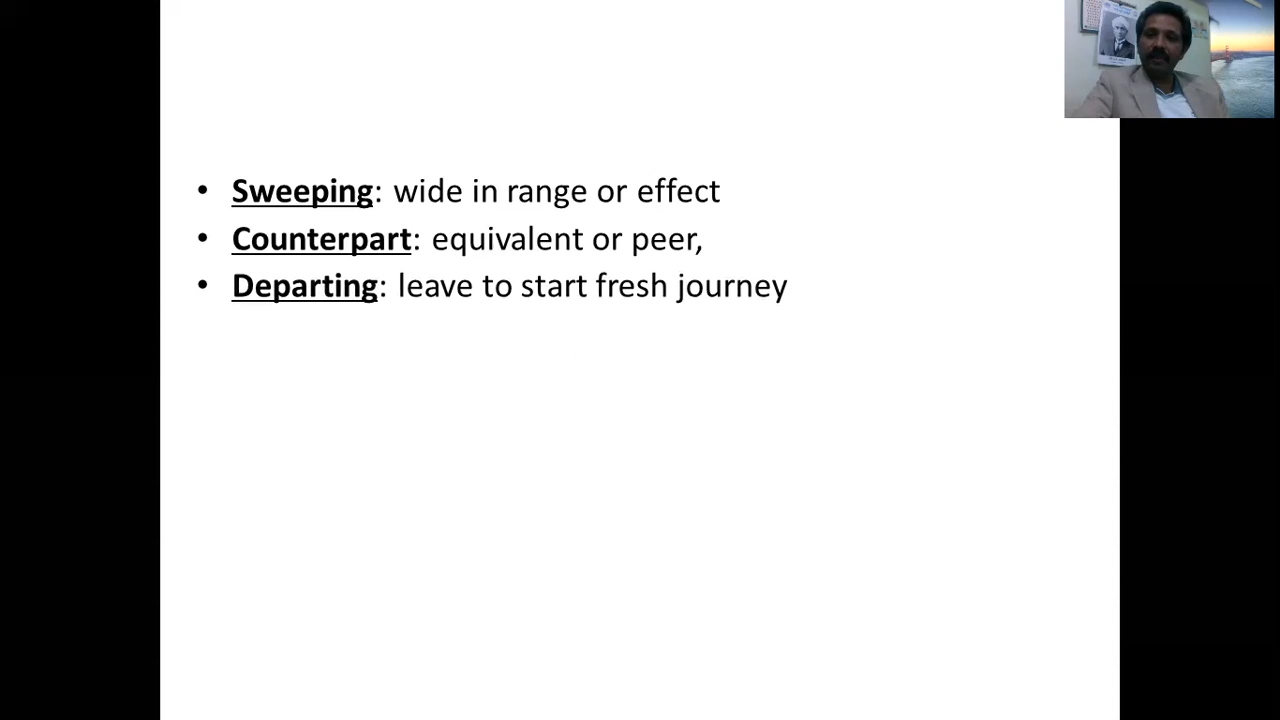 • Sweeping: wide in range or effect
• Counterpart: equivalent or peer,
• Departing: leave to start fresh journey